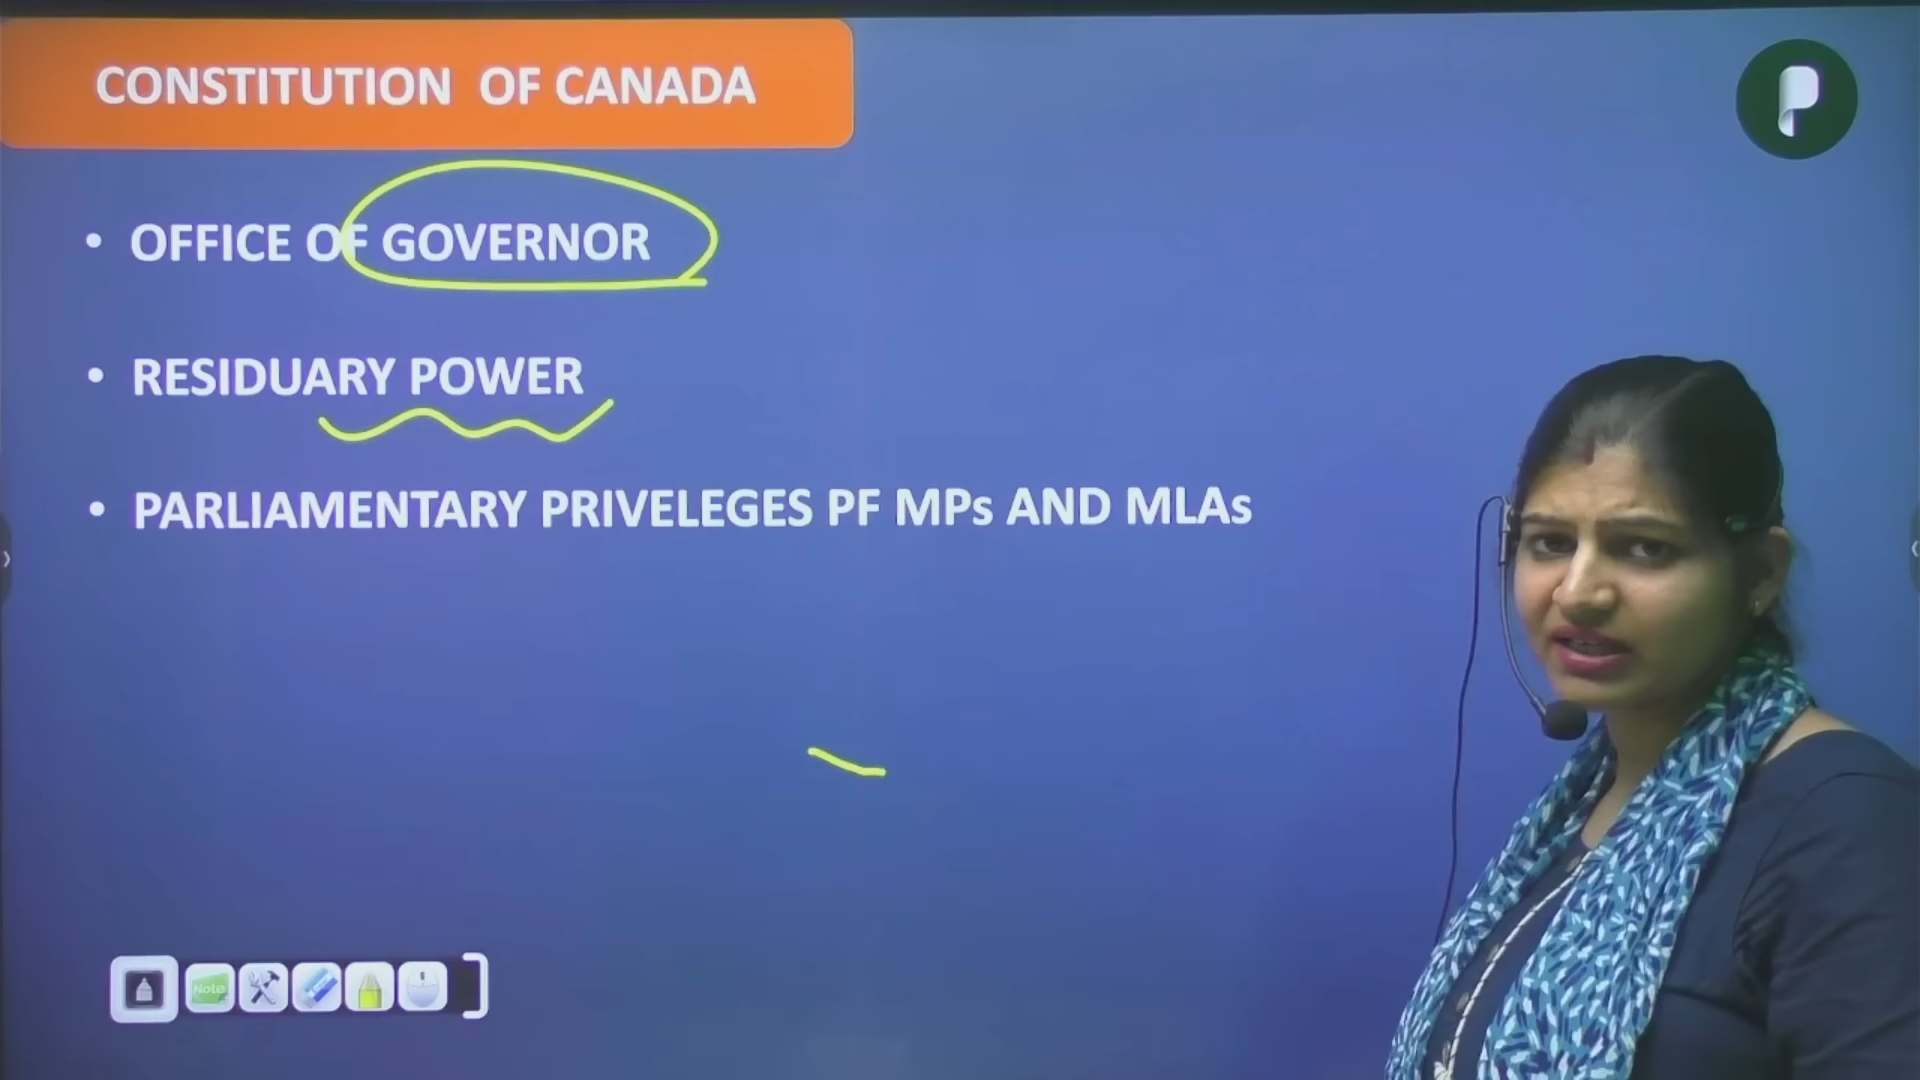 CONSTITUTION OF CANADA
• OFFICE OF GOVERNOR
• RESIDUARY POWER
• PARLIAMENTARY PRIVELEGES PF MPs AND MLAs
Note